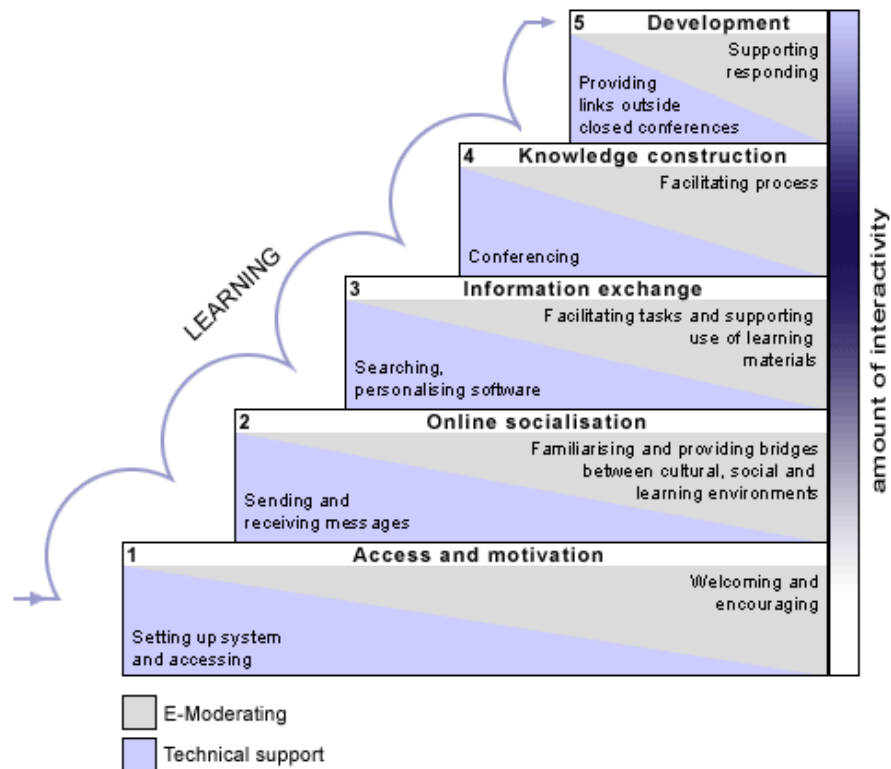 5 Development
Supporting
responding
Providing
links outside
closed conferences
4 Knowledge construction
Facilitating process
Conferencing
3 Information exchange
Facilitating tasks and supporting
use of learning
materials
Searching,
personalising software
2 Online socialisation
Familiarising and providing bridges
between cultural, social and
learning environments
Sending and
receiving messages
1 Access and motivation
Welcoming and
encouraging
Setting up system
and accessing
LEARNING
amount of interactivity
E-Moderating
Technical support